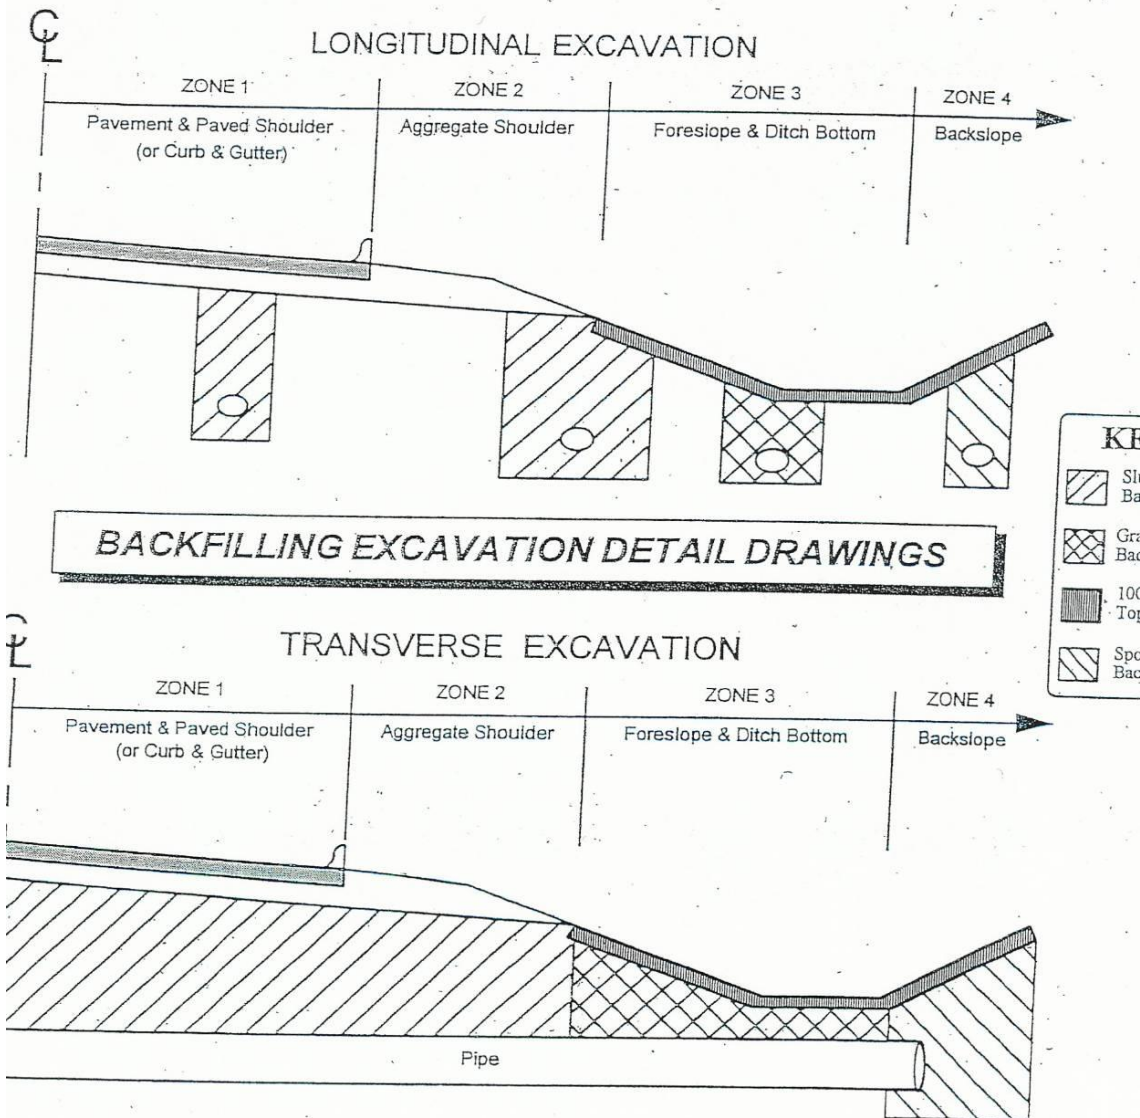 CL
LONGITUDINAL EXCAVATION
ZONE 1 ZONE 2 ZONE 3 ZONE 4
Pavement & Paved Shoulder Aggregate Shoulder Foreslope & Ditch Bottom Backslope
(or Curb & Gutter)
BACKFILLING EXCAVATION DETAIL DRAWINGS
TRANSVERSE EXCAVATION
CL
ZONE 1 ZONE 2 ZONE 3 ZONE 4
Pavement & Paved Shoulder Aggregate Shoulder Foreslope & Ditch Bottom Backslope
(or Curb & Gutter)
Pipe